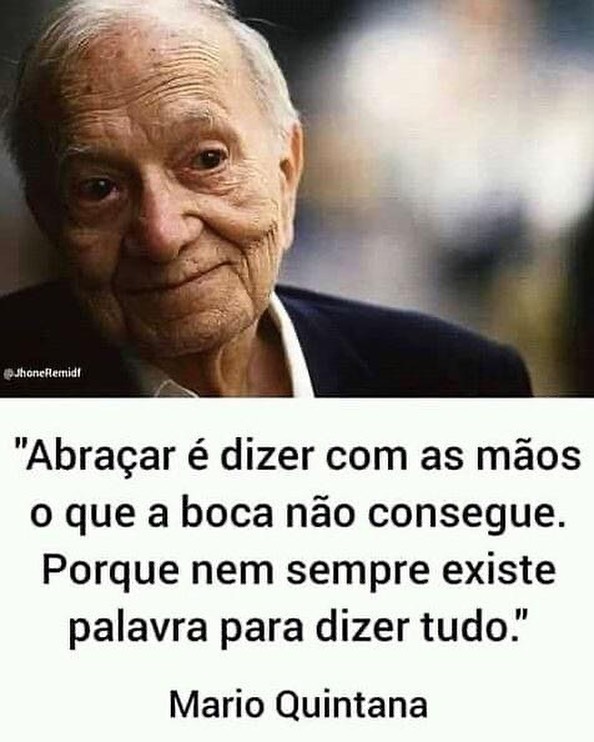 @JhoneRemidf
"Abraçar é dizer com as mãos
o que a boca não consegue.
Porque nem sempre existe
palavra para dizer tudo."
Mario Quintana